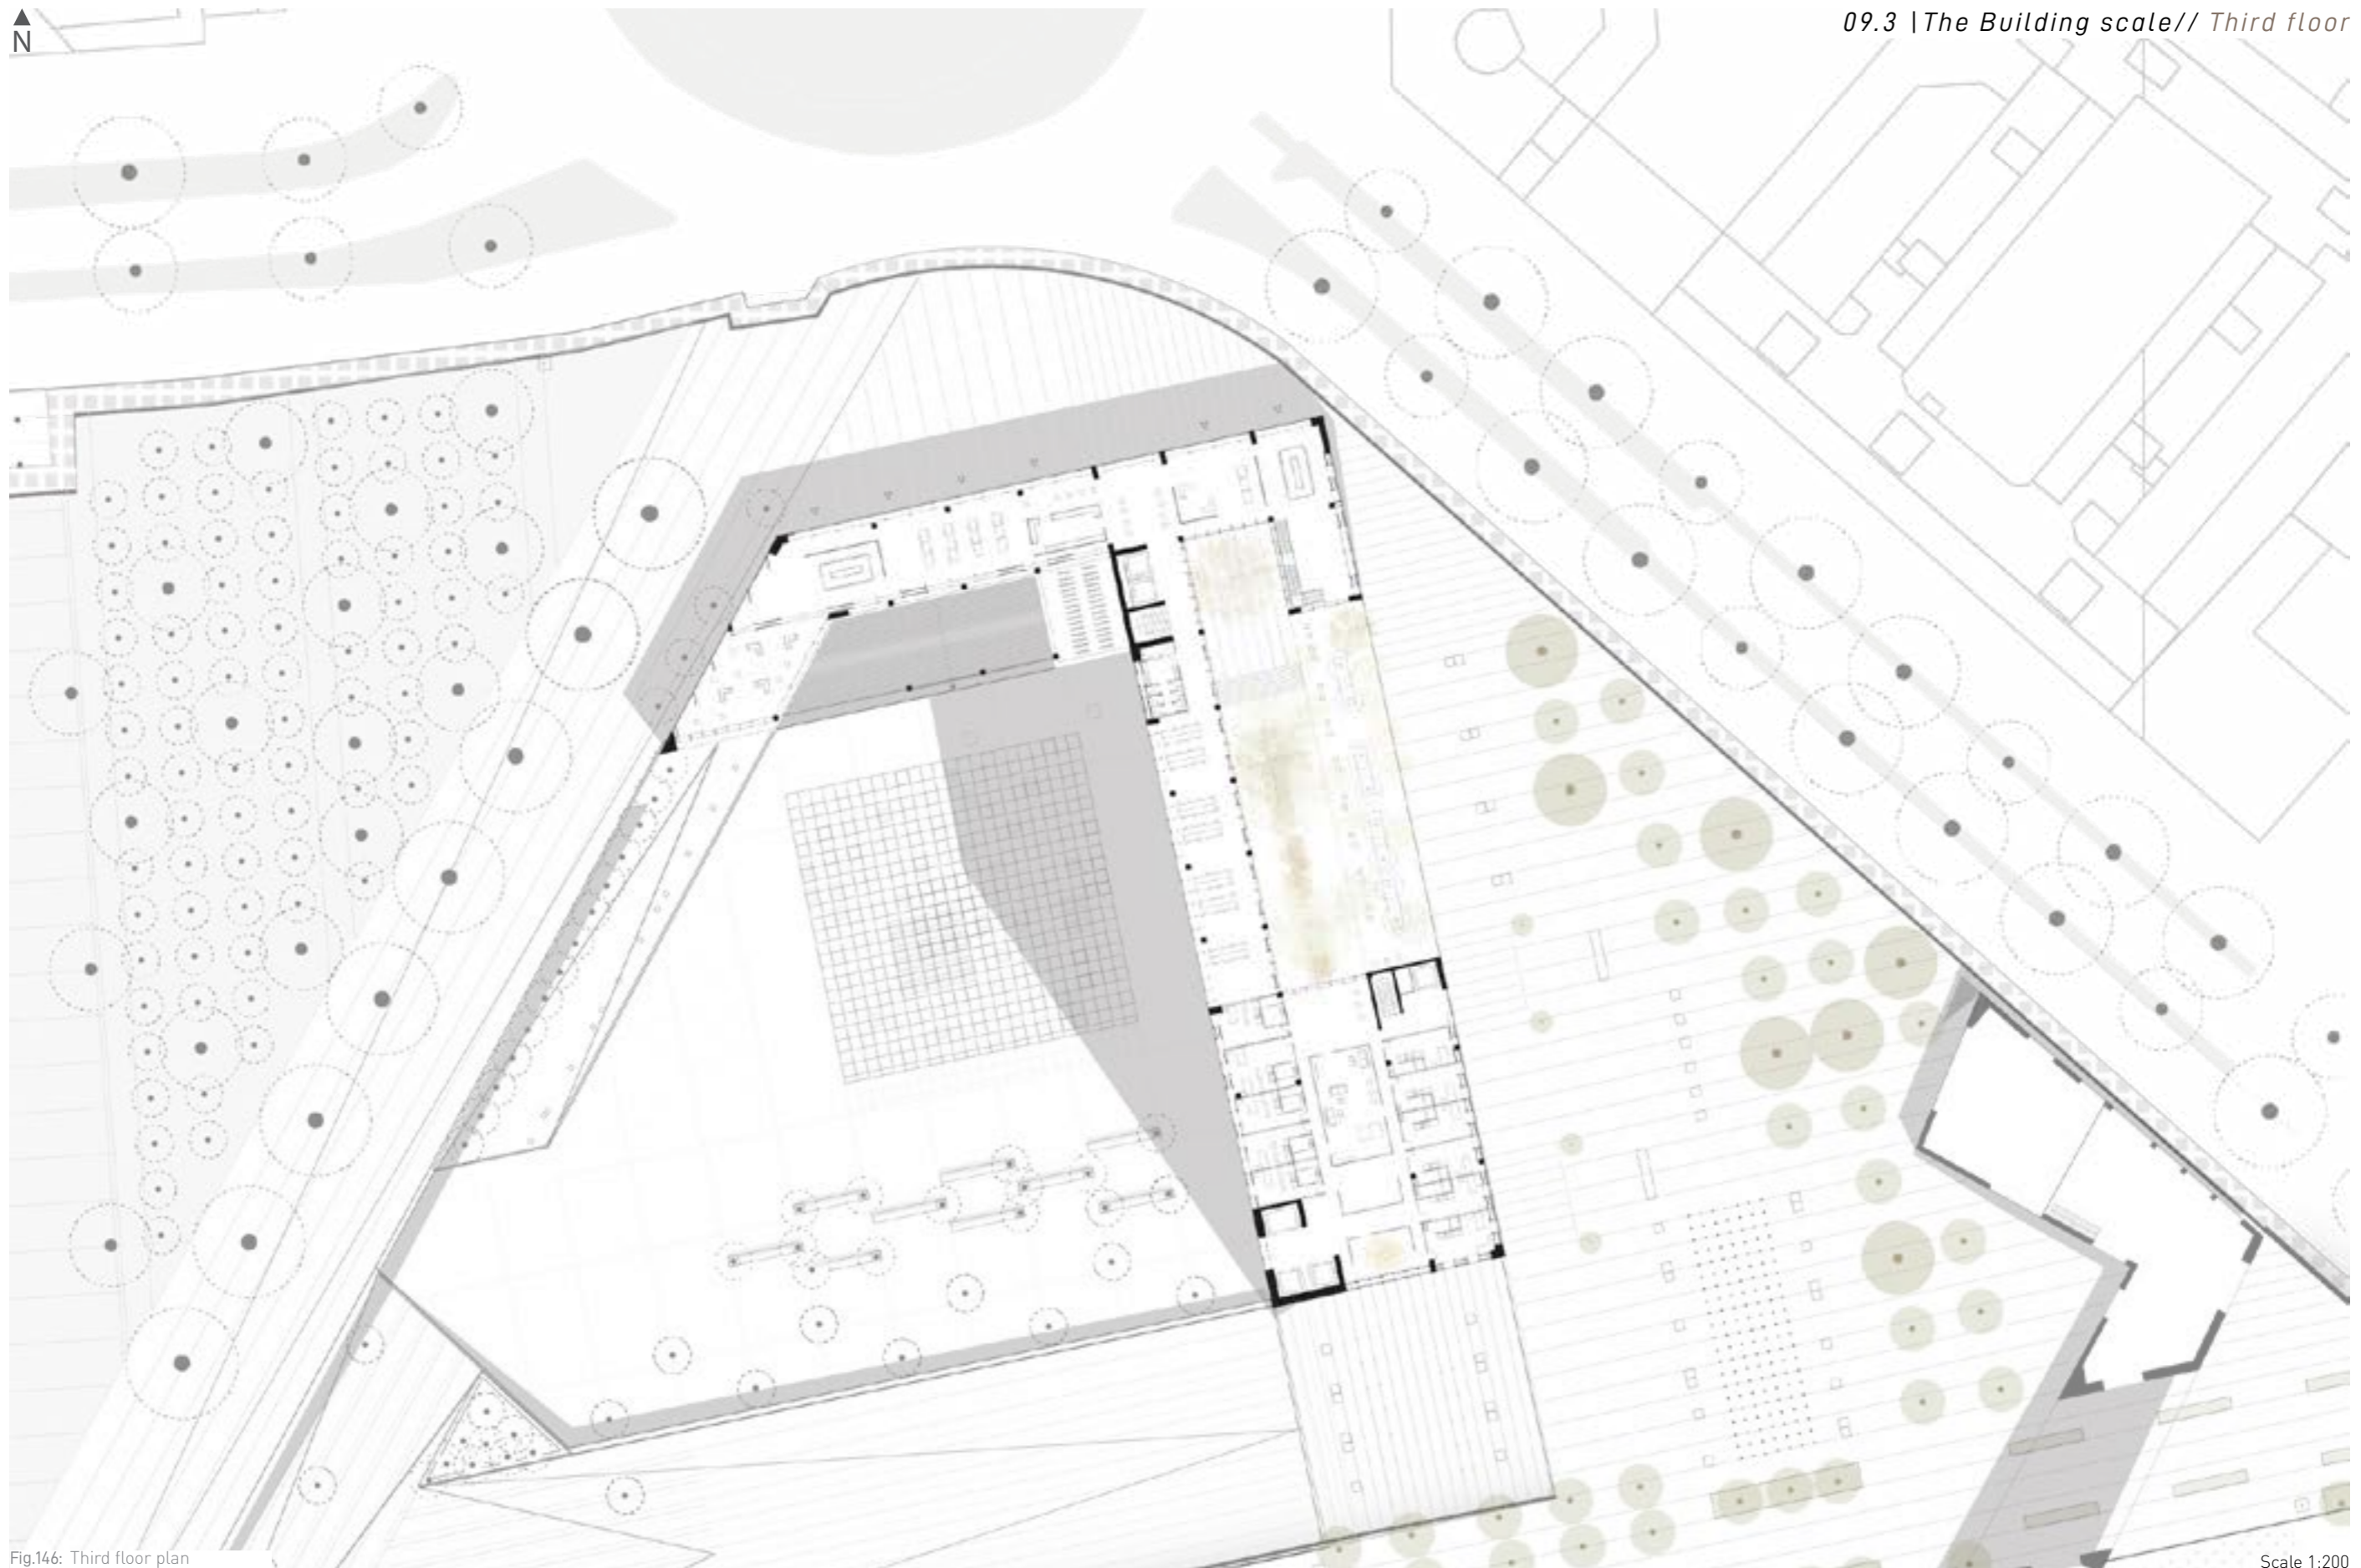 N
09.3 |The Building scale// Third floor
Fig.146: Third floor plan
Scale 1:200